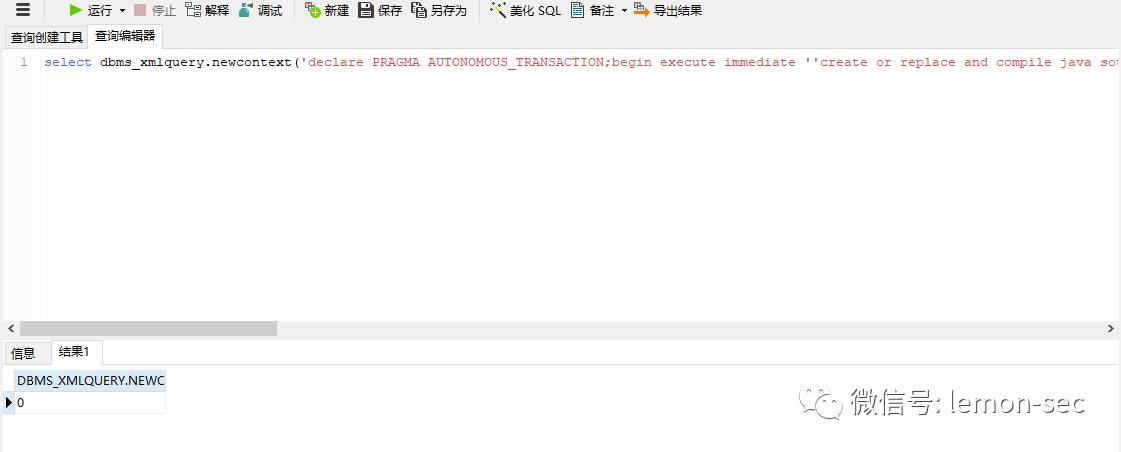 运行 停止 解释 调试 新建 保存 另存为 美化 SQL 备注 导出结果
查询创建工具 查询编辑器
1 select dbms_xmlquery.newcontext('declare PRAGMA AUTONOMOUS_TRANSACTION;begin execute immediate ''create or replace and compile java sou
信息 结果1
DBMS_XMLQUERY.NEWC
0
微信号: lemon-sec